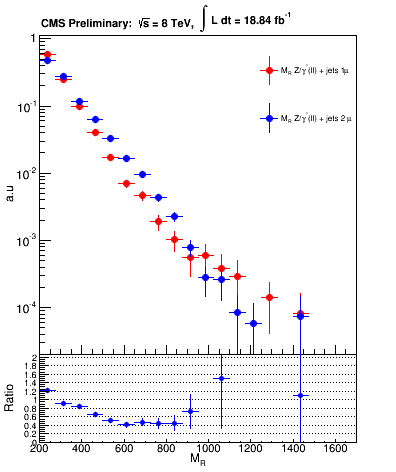 CMS Preliminary: √s = 8 TeV, ∫ L dt = 18.84 fb⁻¹
1
M_R Z/γ*(ll) + jets 1μ
10⁻¹
M_R Z/γ*(ll) + jets 2 μ
a.u
10⁻²
10⁻³
10⁻⁴
Ratio
2
1.8
1.6
1.4
1.2
1
0.8
0.6
0.4
0.2
0
200 400 600 800 1000 1200 1400 1600
M_R